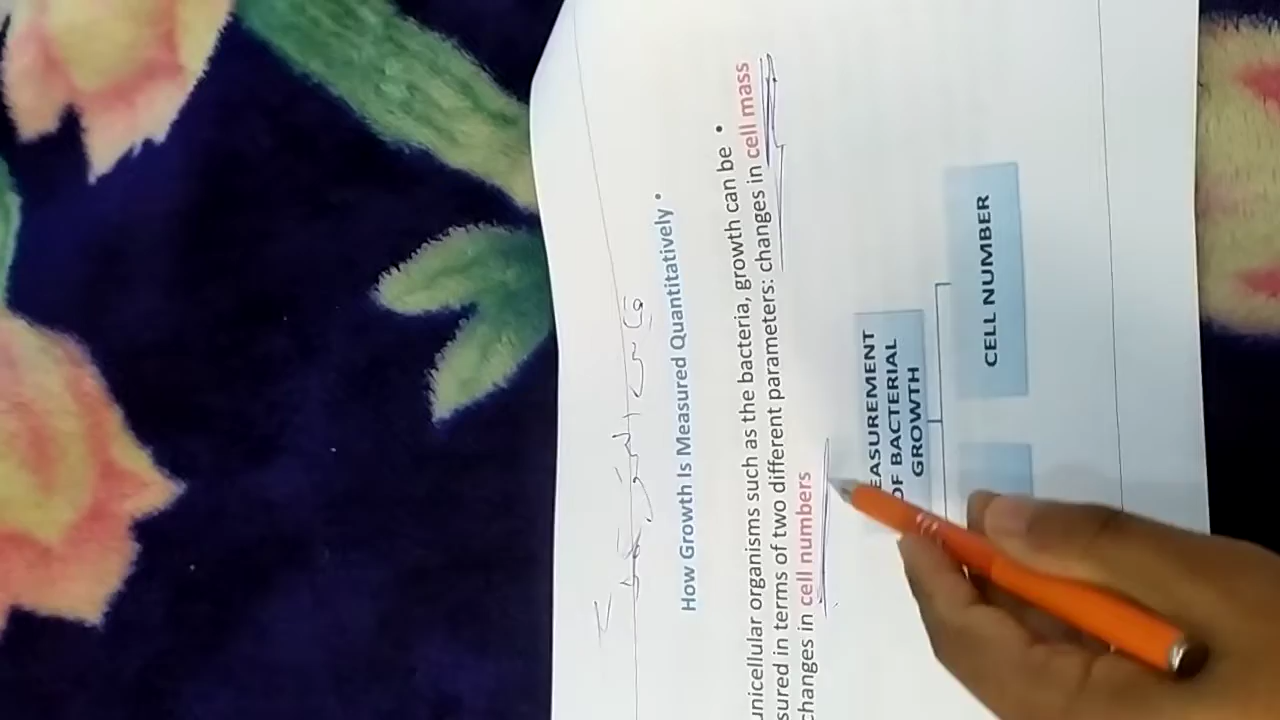 How Growth Is Measured Quantitatively •
unicellular organisms such as the bacteria, growth can be •
sured in terms of two different parameters: changes in cell mass
changes in cell numbers
EASUREMENT
OF BACTERIAL
GROWTH
CELL NUMBER